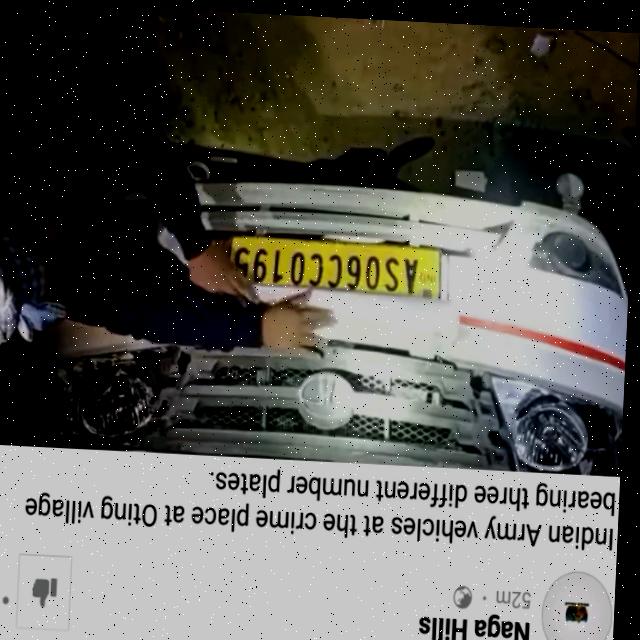 Naga Hills
52m ·
Indian Army vehicles at the crime place at Oting village
bearing three different number plates.
AS06CC0195